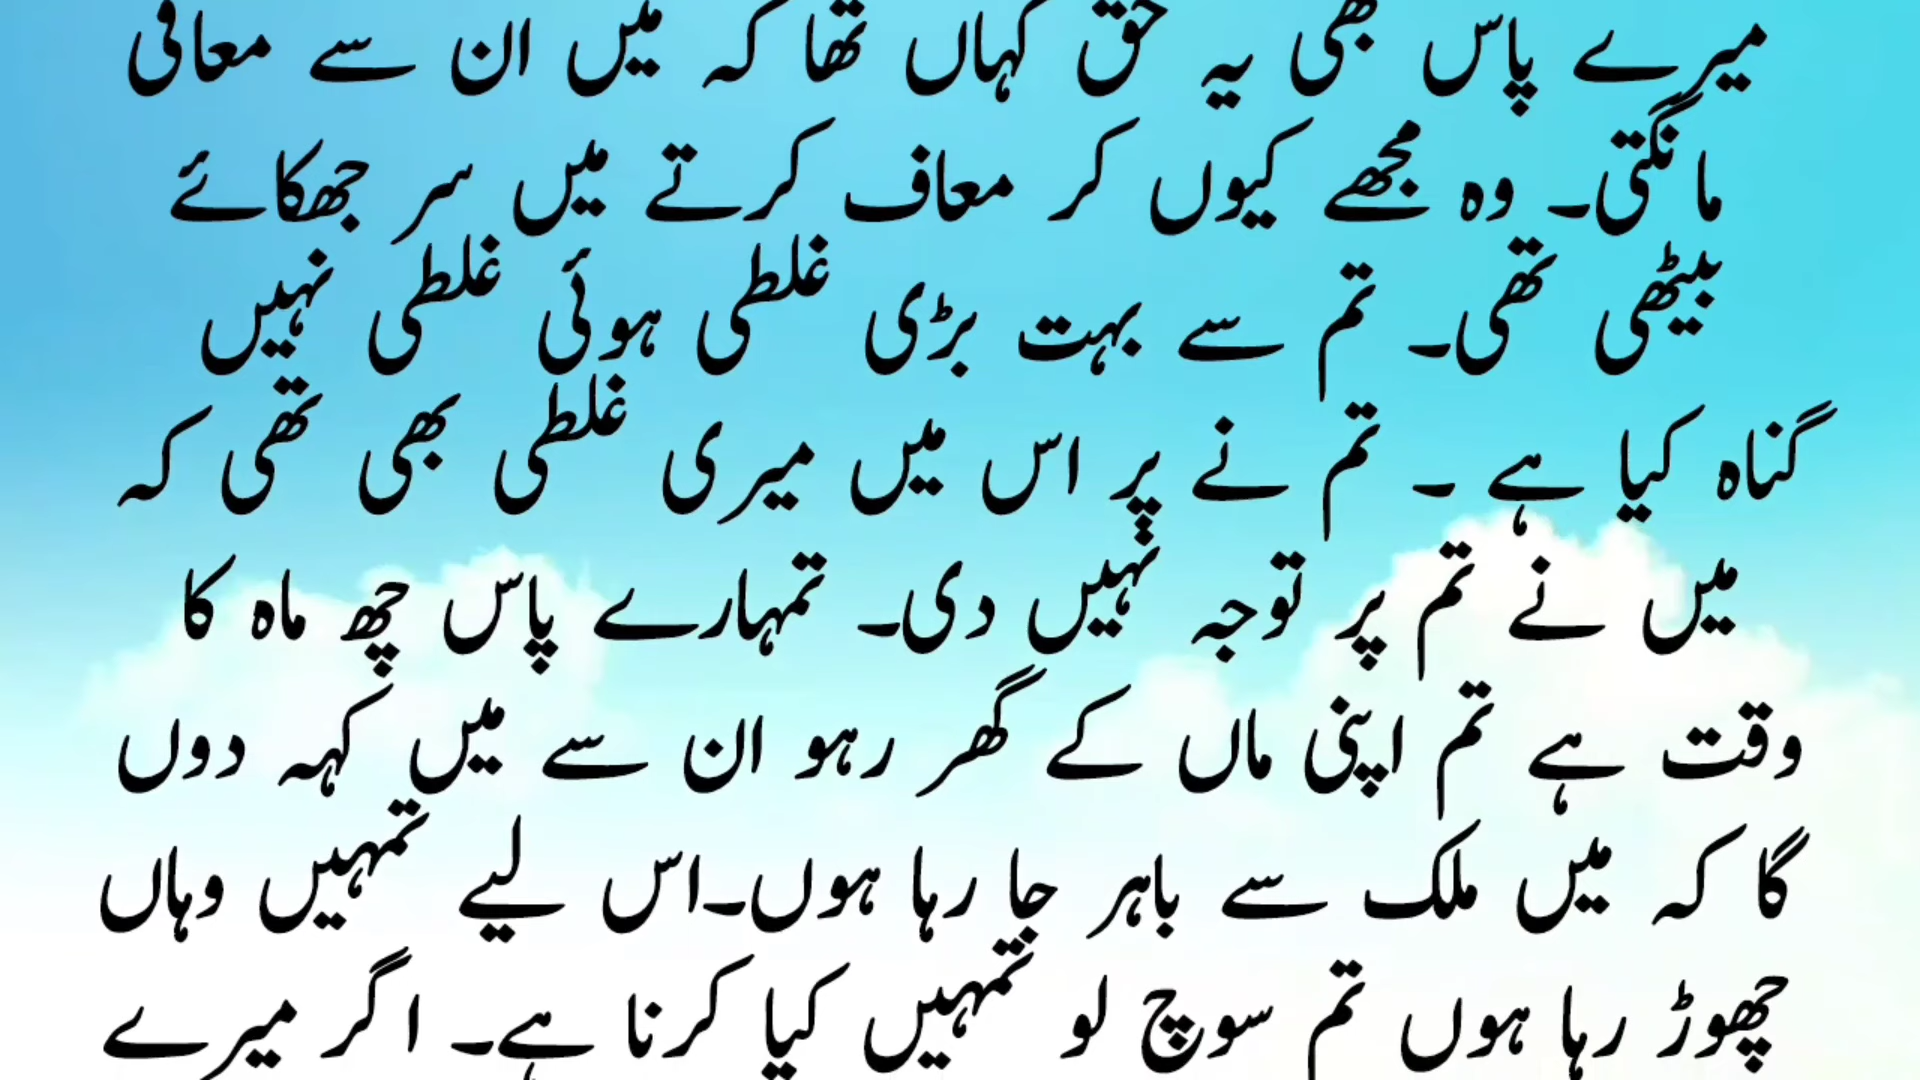 میرے پاس بھی یہ حق کہاں تھا کہ میں ان سے معافی
مانگتی۔ وہ مجھے کیوں کر معاف کرتے میں سر جھکائے
بیٹھی تھی۔ تم سے بہت بڑی غلطی ہوئی غلطی نہیں
گناہ کیا ہے ۔ تم نے پر اس میں میری غلطی بھی تھی کہ
میں نے تم پر توجہ نہیں دی۔ تمہارے پاس چھ ماہ کا
وقت ہے تم اپنی ماں کے گھر رہو ان سے میں کہہ دوں
گا کہ میں ملک سے باہر جا رہا ہوں۔اس لیے تمہیں وہاں
چھوڑ رہا ہوں تم سوچ لو تمہیں کیا کرنا ہے۔ اگر میرے